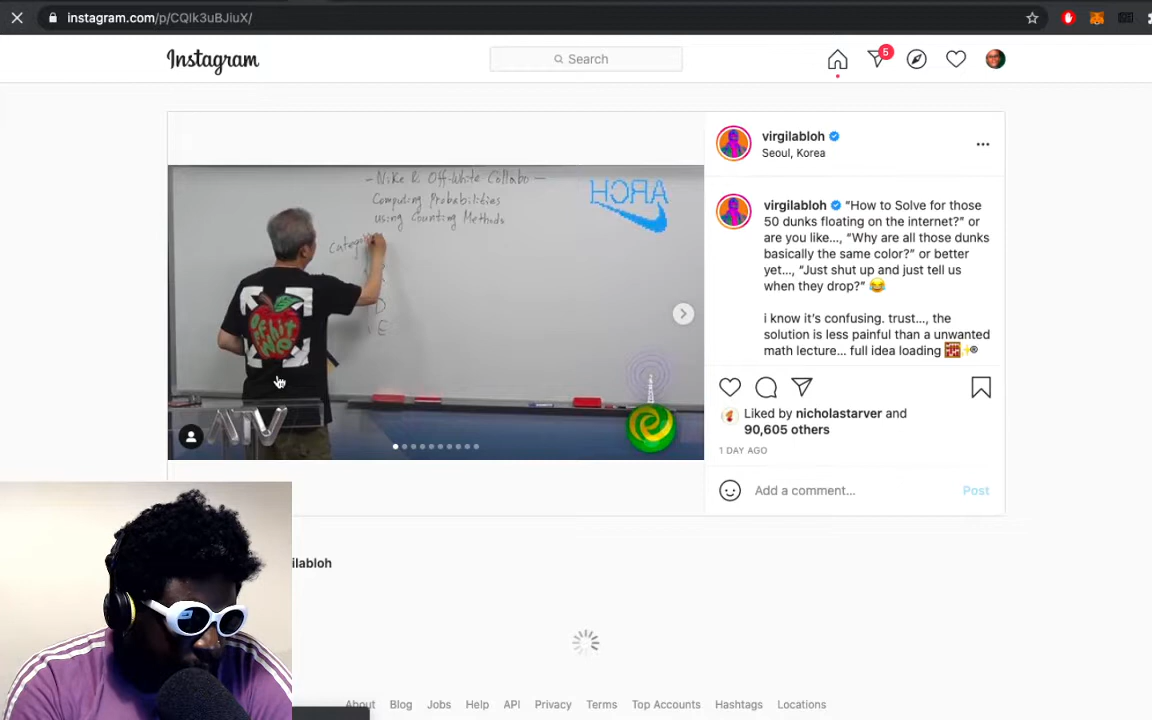 instagram.com/p/CQIk3uBJiuX/
Instagram
Search
5
virgilabloh
Seoul, Korea
- Nike & Off-White Collabo -
Computing Probabilities
using Counting Methods
D
E
ARCH
Off
Whit
e
ATV
virgilabloh "How to Solve for those
50 dunks floating on the internet?" or
are you like..., "Why are all those dunks
basically the same color?" or better
yet..., "Just shut up and just tell us
when they drop?" 😂
i know it's confusing. trust..., the
solution is less painful than a unwanted
math lecture... full idea loading 🧱✨®
Liked by nicholastarver and
90,605 others
1 DAY AGO
Add a comment...
Post
ilabloh
About
Blog
Jobs
Help
API
Privacy
Terms
Top Accounts
Hashtags
Locations